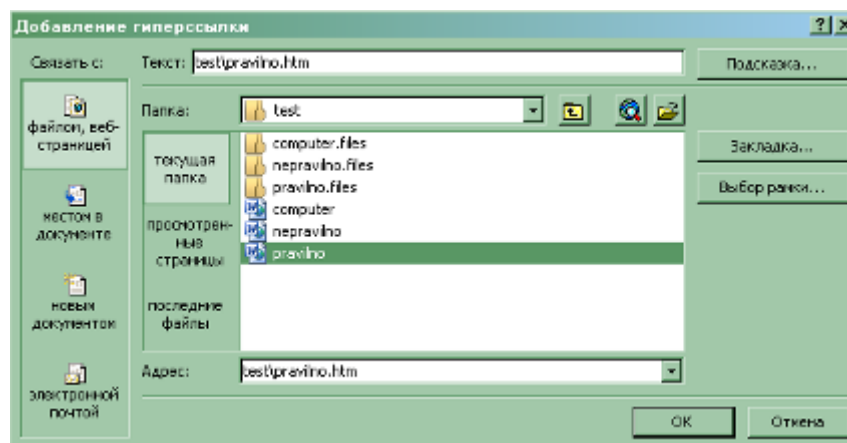 Добавление гиперссылки
Связать с:
Текст: test\pravilno.htm
Подсказка...
файлом, веб-
страницей
Папка:
test
текущая
папка
computer.files
nepravilno.files
pravilno.files
computer
nepravilno
pravilno
Закладка...
Выбор рамки...
местом в
документе
просмотрен-
ные
страницы
новым
документом
последние
файлы
Адрес:
test\pravilno.htm
электронной
почтой
ОК
Отмена